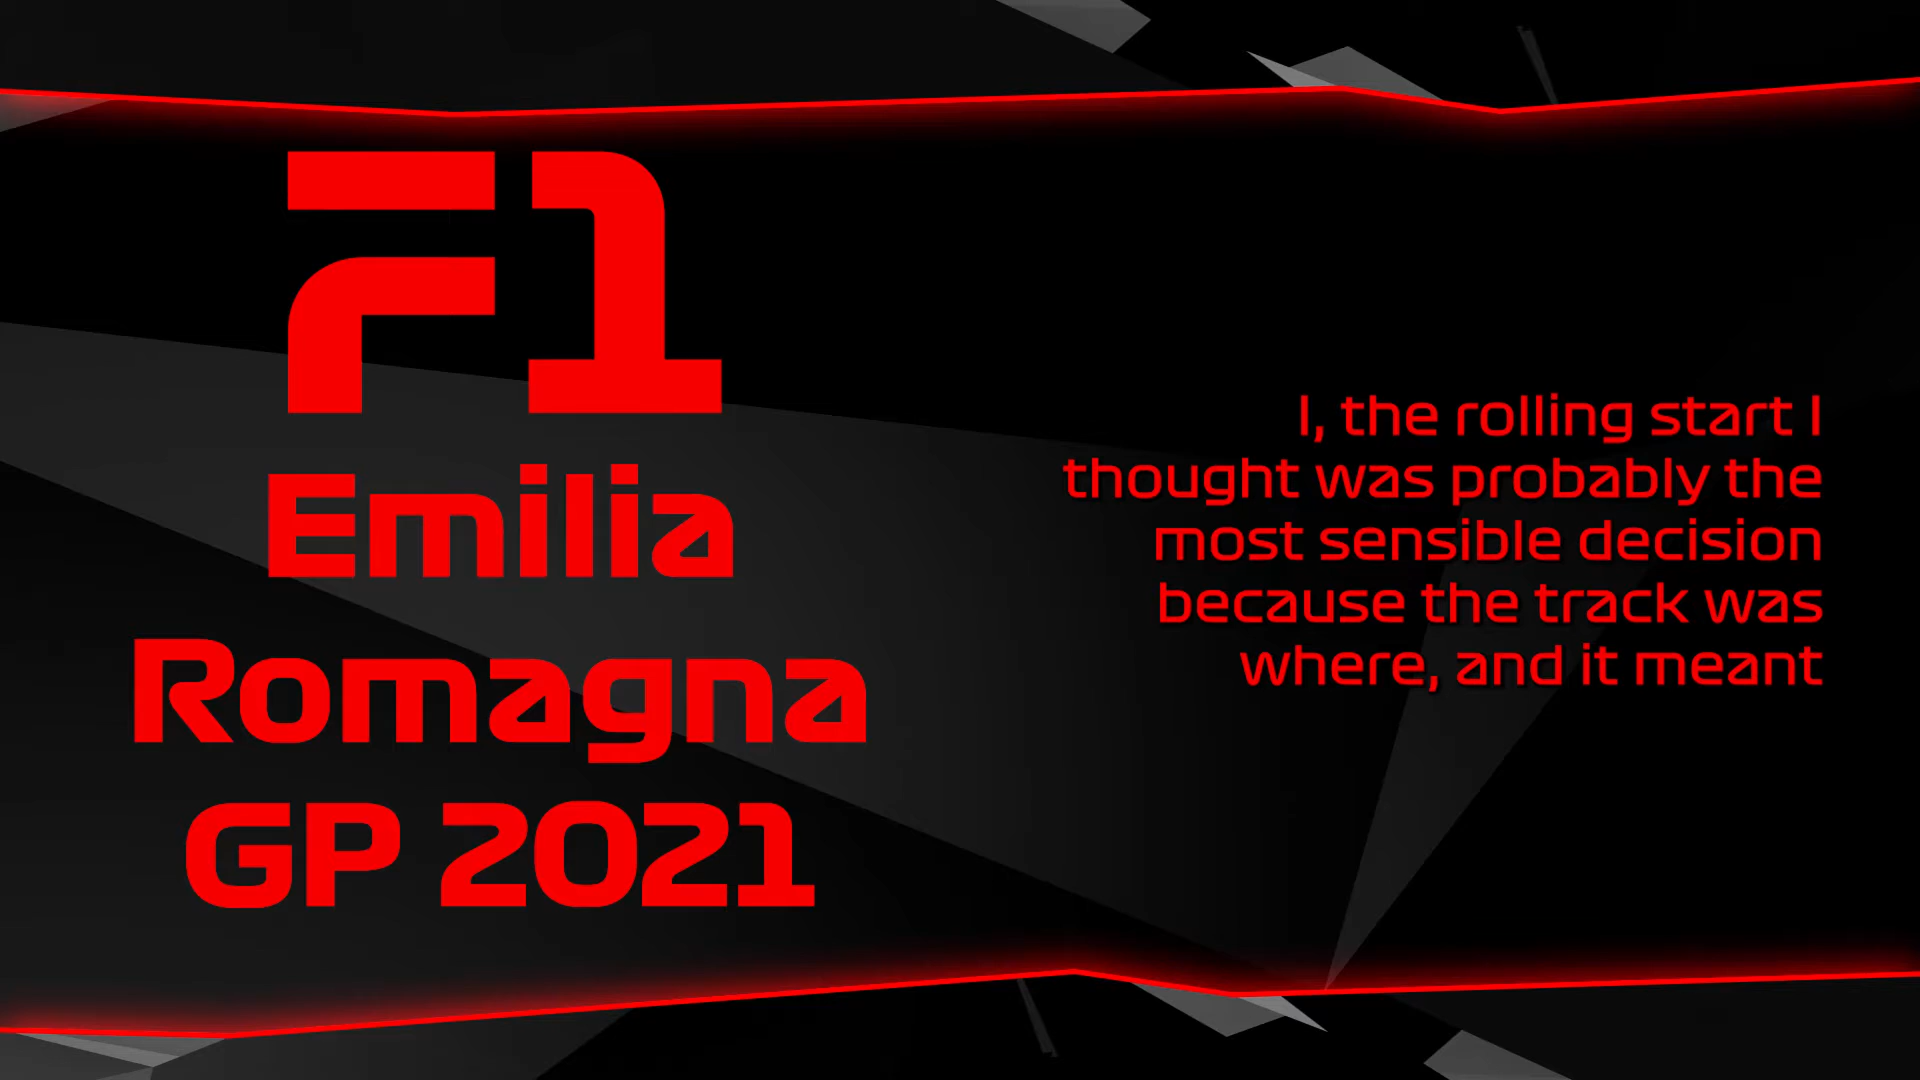 F1
Emilia
Romagna
GP 2021
I, the rolling start I
thought was probably the
most sensible decision
because the track was
where, and it meant